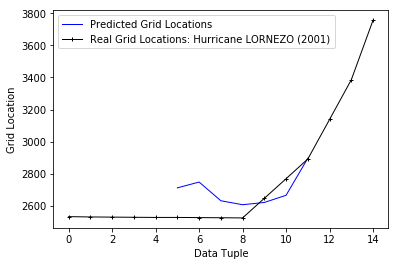 Predicted Grid Locations
Real Grid Locations: Hurricane LORNEZO (2001)
3800
3600
3400
3200
3000
2800
2600
Grid Location
0 2 4 6 8 10 12 14
Data Tuple